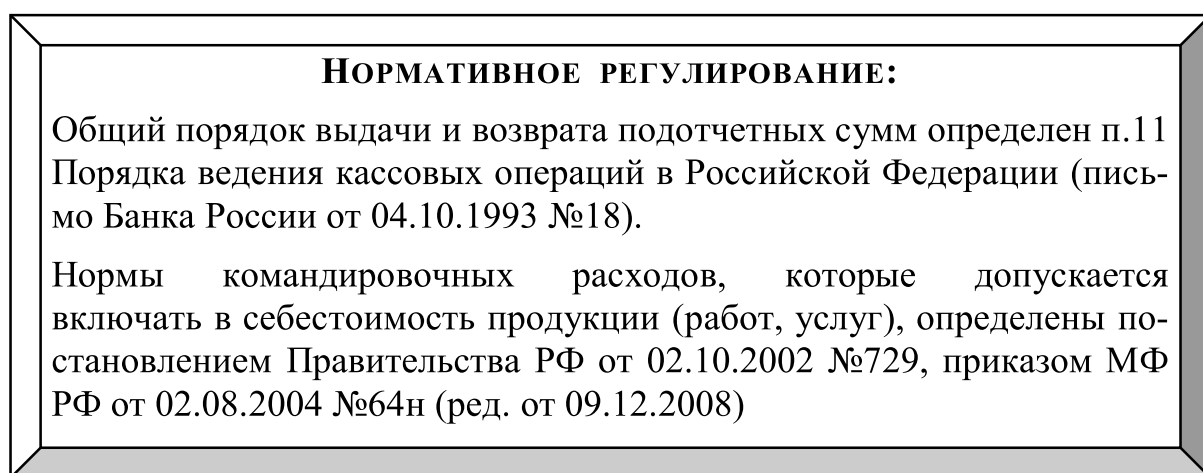 НОРМАТИВНОЕ РЕГУЛИРОВАНИЕ:
Общий порядок выдачи и возврата подотчетных сумм определен п.11
Порядка ведения кассовых операций в Российской Федерации (пись-
мо Банка России от 04.10.1993 №18).
Нормы командировочных расходов, которые допускается
включать в себестоимость продукции (работ, услуг), определены по-
становлением Правительства РФ от 02.10.2002 №729, приказом МФ
РФ от 02.08.2004 №64н (ред. от 09.12.2008)